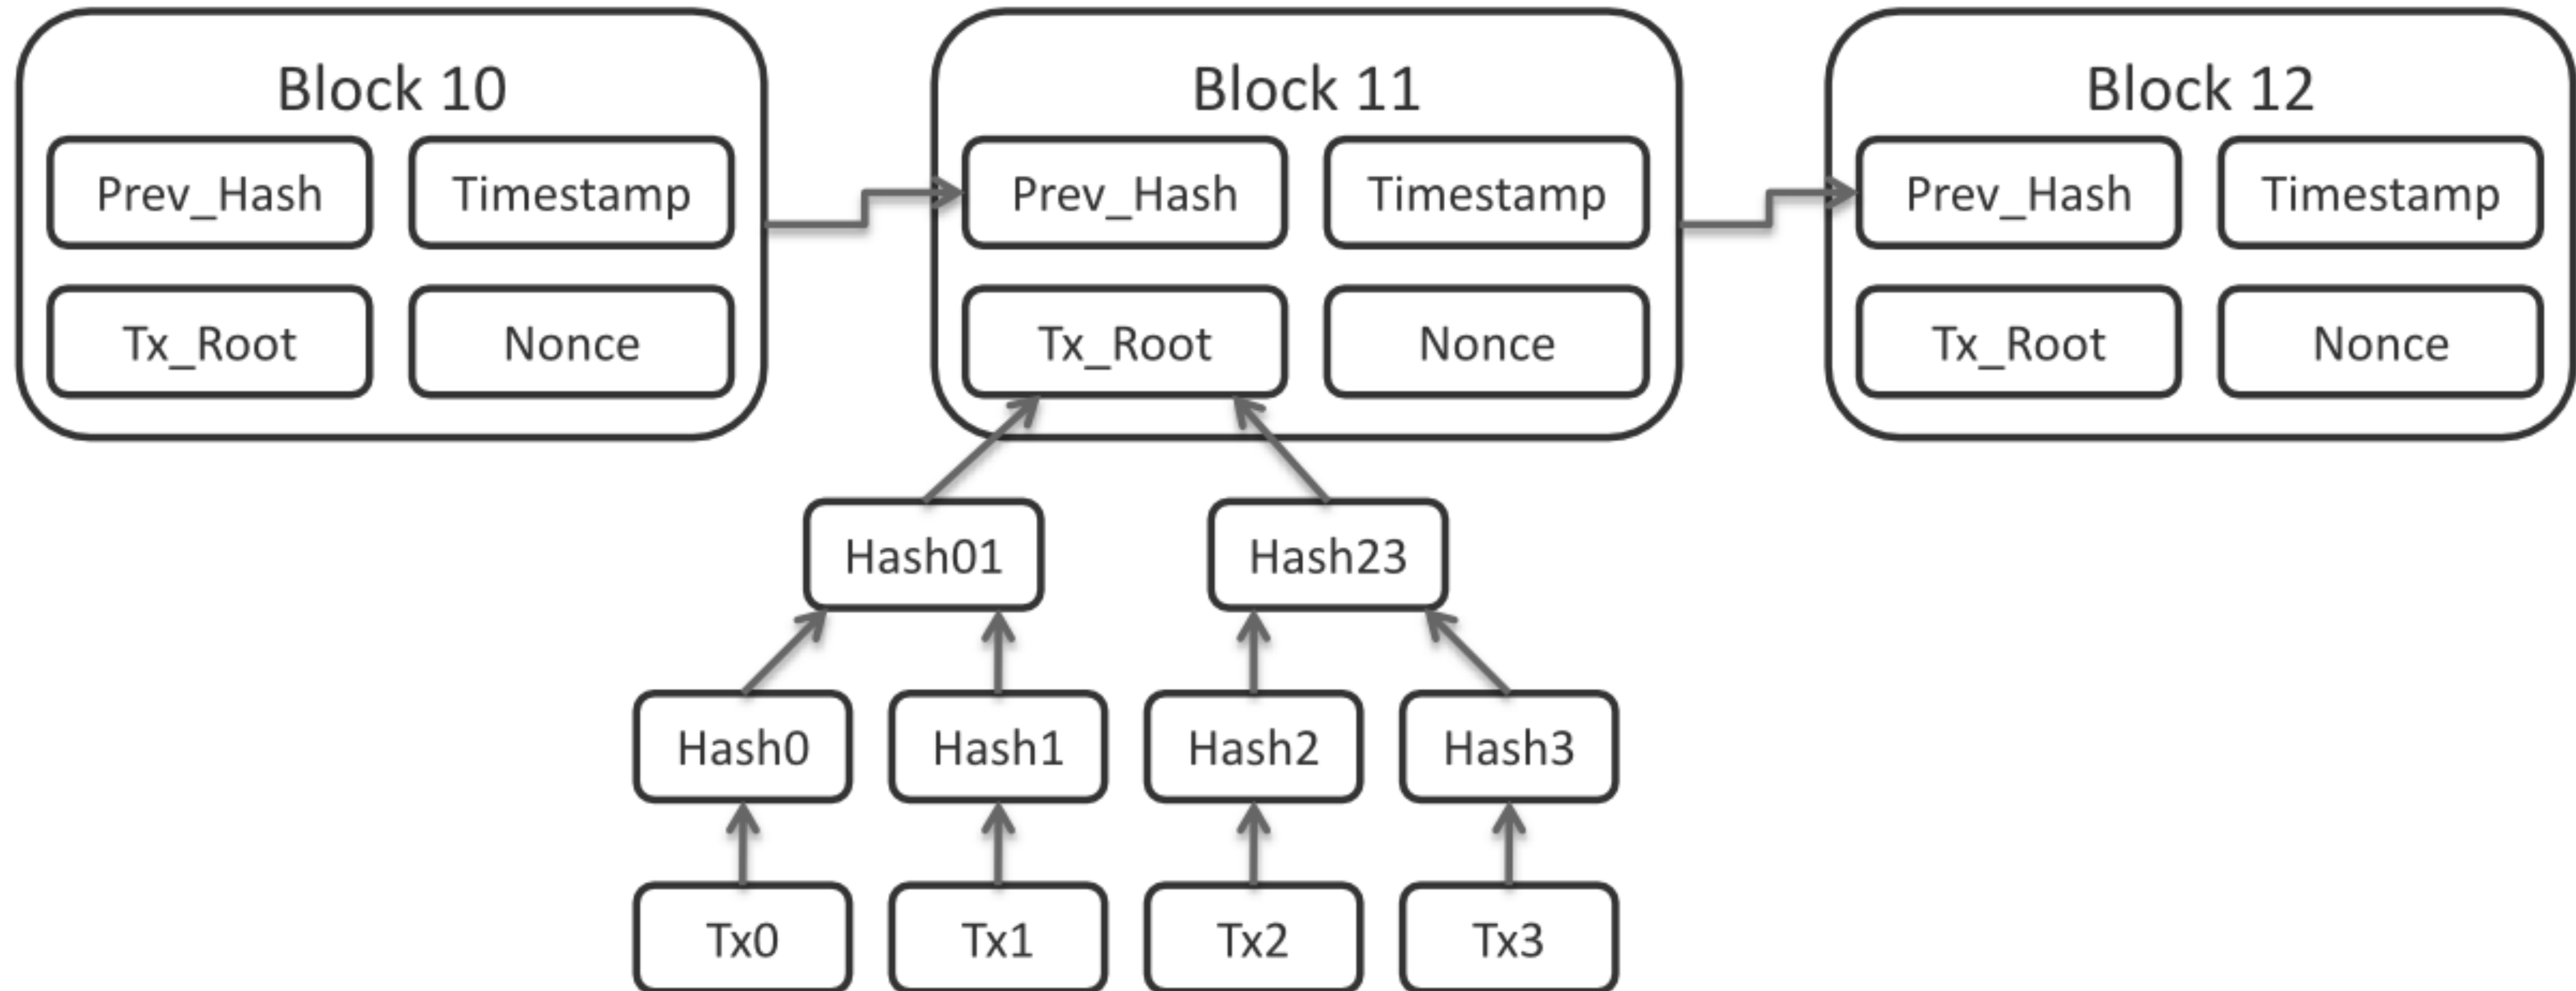 Block 10
Block 11
Block 12
Prev_Hash
Timestamp
Prev_Hash
Timestamp
Prev_Hash
Timestamp
Tx_Root
Nonce
Tx_Root
Nonce
Tx_Root
Nonce
Hash01
Hash23
Hash0
Hash1
Hash2
Hash3
Tx0
Tx1
Tx2
Tx3